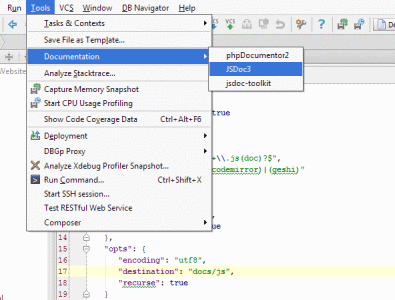 Run Tools VCS Window DB Navigator Help
Tasks & Contexts
Save File as Template...
Documentation
phpDocumentor2
JSDoc3
jsdoc-toolkit
Analyze Stacktrace...
Capture Memory Snapshot
Start CPU Usage Profiling
Show Code Coverage Data Ctrl+Alt+F6
Deployment
DBGp Proxy
Analyze Xdebug Profiler Snapshot...
Run Command... Ctrl+Shift+X
Start SSH session...
Test RESTful Web Service
Composer
VCS
Website
true
+\\.js(doc)?$",
codemirror)|(geshi)"
true
14 },
15 "opts": {
16 "encoding": "utf8",
17 "destination": "docs/js",
18 "recurse": true
19 }